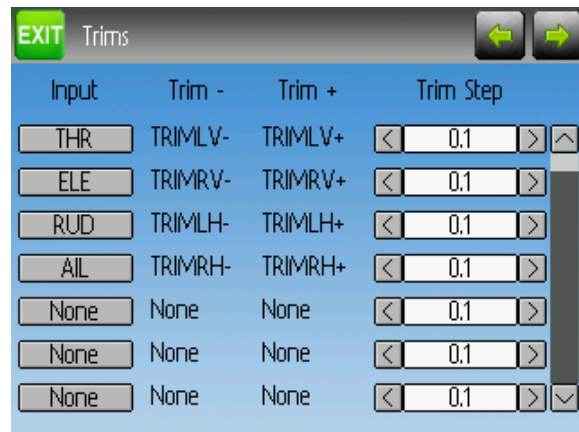 EXIT Trims
Input Trim - Trim + Trim Step
THR TRIMLV- TRIMLV+ < 0.1 >
ELE TRIMRV- TRIMRV+ < 0.1 >
RUD TRIMLH- TRIMLH+ < 0.1 >
AIL TRIMRH- TRIMRH+ < 0.1 >
None None None < 0.1 >
None None None < 0.1 >
None None None < 0.1 >